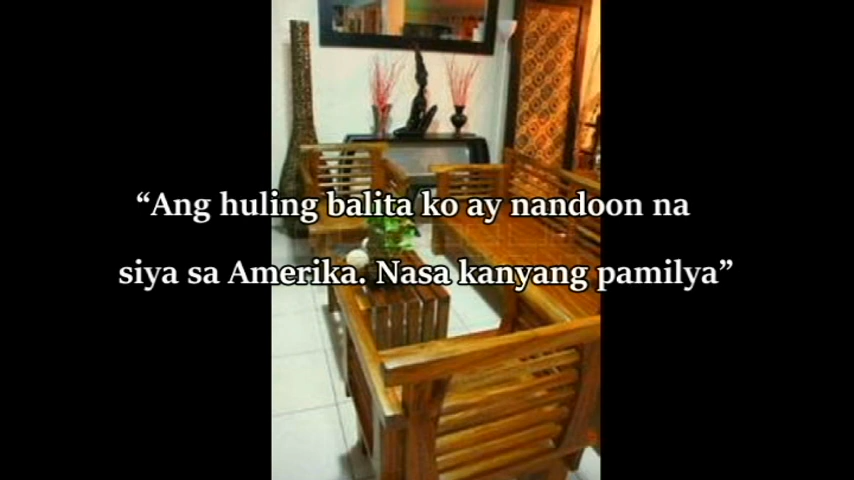 “Ang huling balita ko ay nandoon na
siya sa Amerika. Nasa kanyang pamilya”